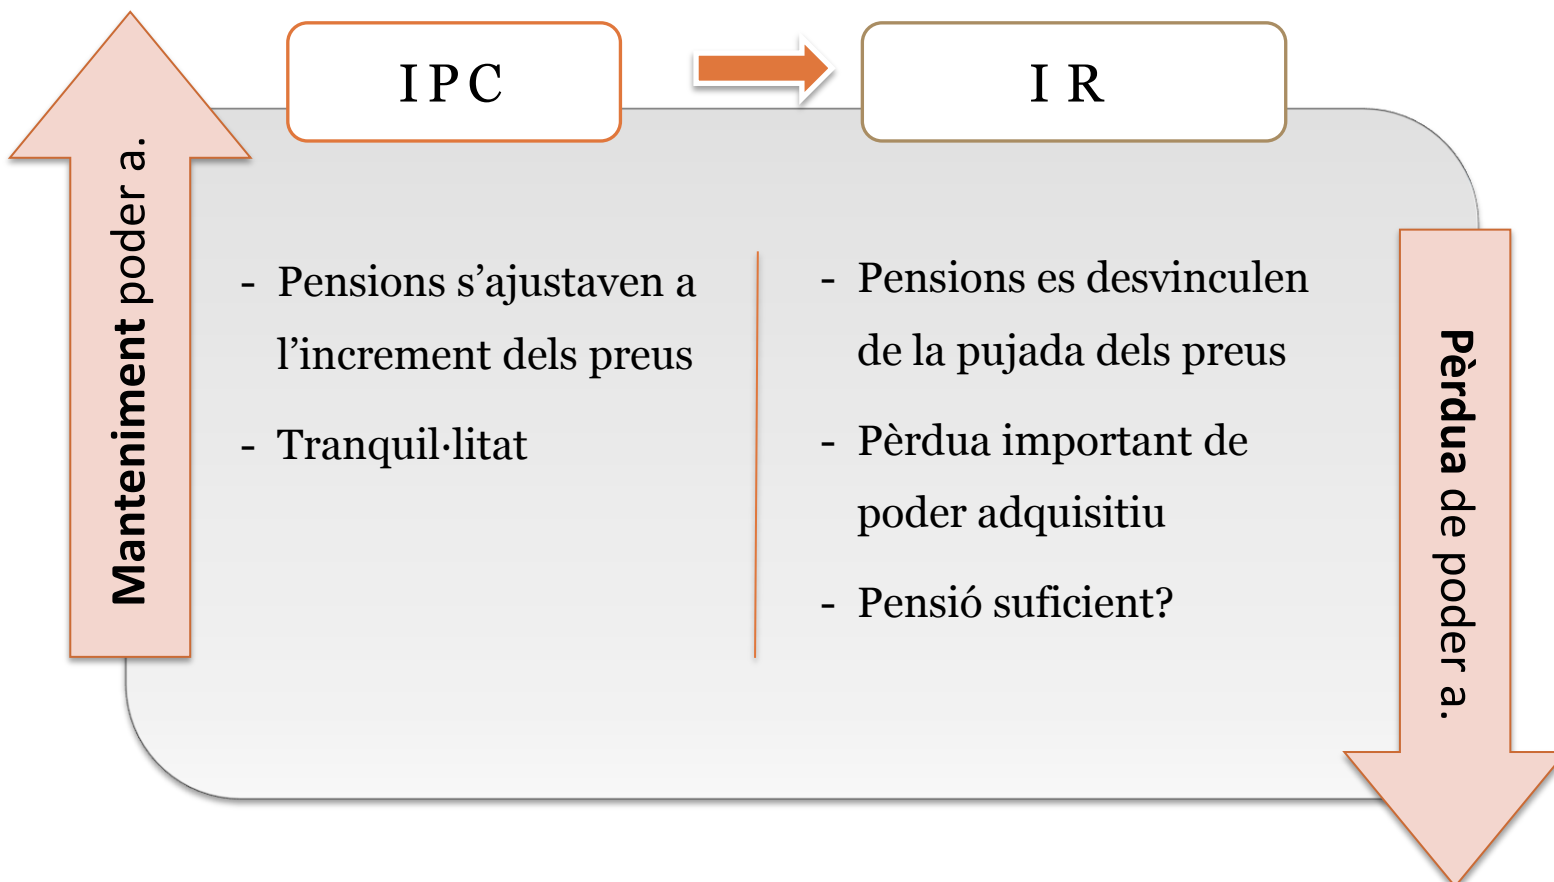 IPC
I R
Manteniment poder a.
- Pensions s’ajustaven a
l’increment dels preus
- Tranquil·litat
- Pensions es desvinculen
de la pujada dels preus
- Pèrdua important de
poder adquisitiu
- Pensió suficient?
Pèrdua de poder a.